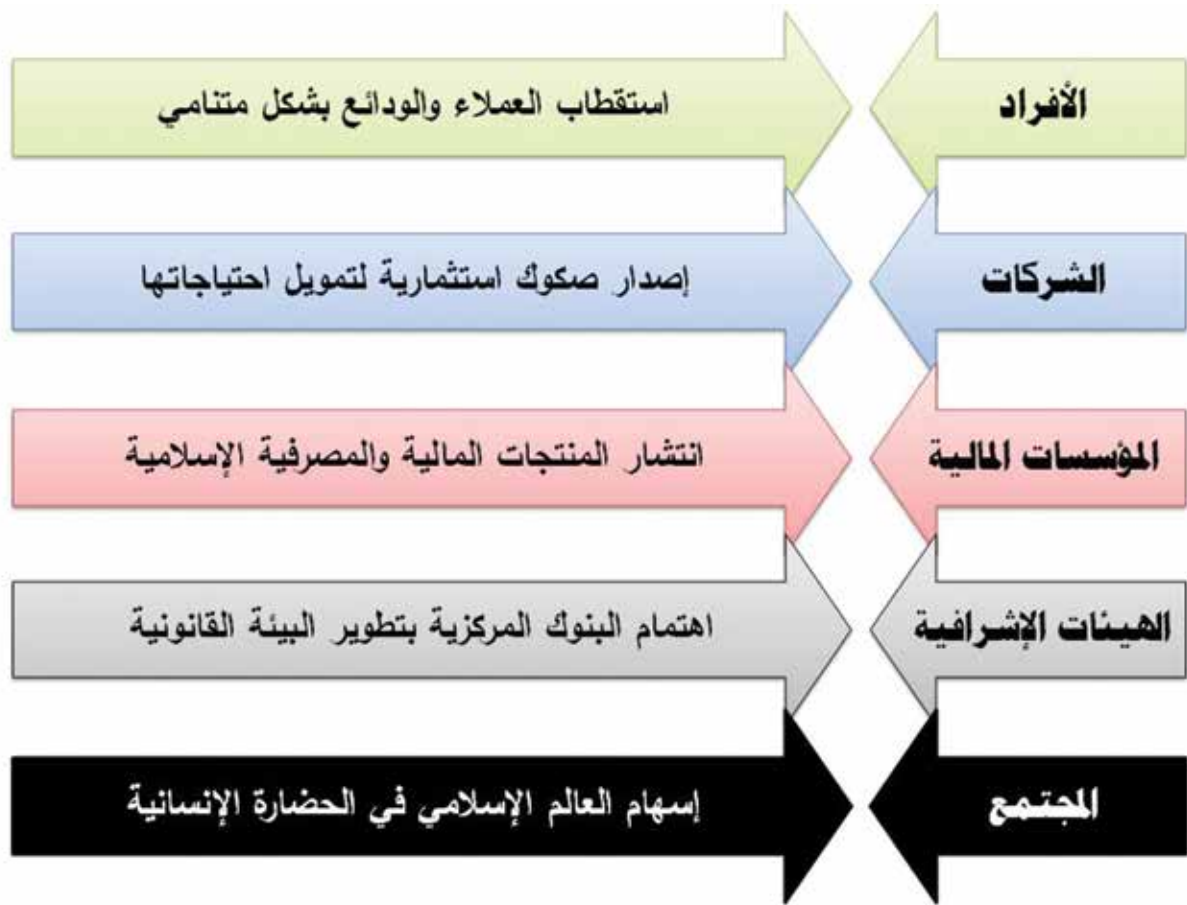 الأفراد
استقطاب العملاء والودائع بشكل متنامي
الشركات
إصدار صكوك استثمارية لتمويل احتياجاتها
المؤسسات المالية
انتشار المنتجات المالية والمصرفية الإسلامية
الهيئات الإشرافية
اهتمام البنوك المركزية بتطوير البيئة القانونية
المجتمع
إسهام العالم الإسلامي في الحضارة الإنسانية